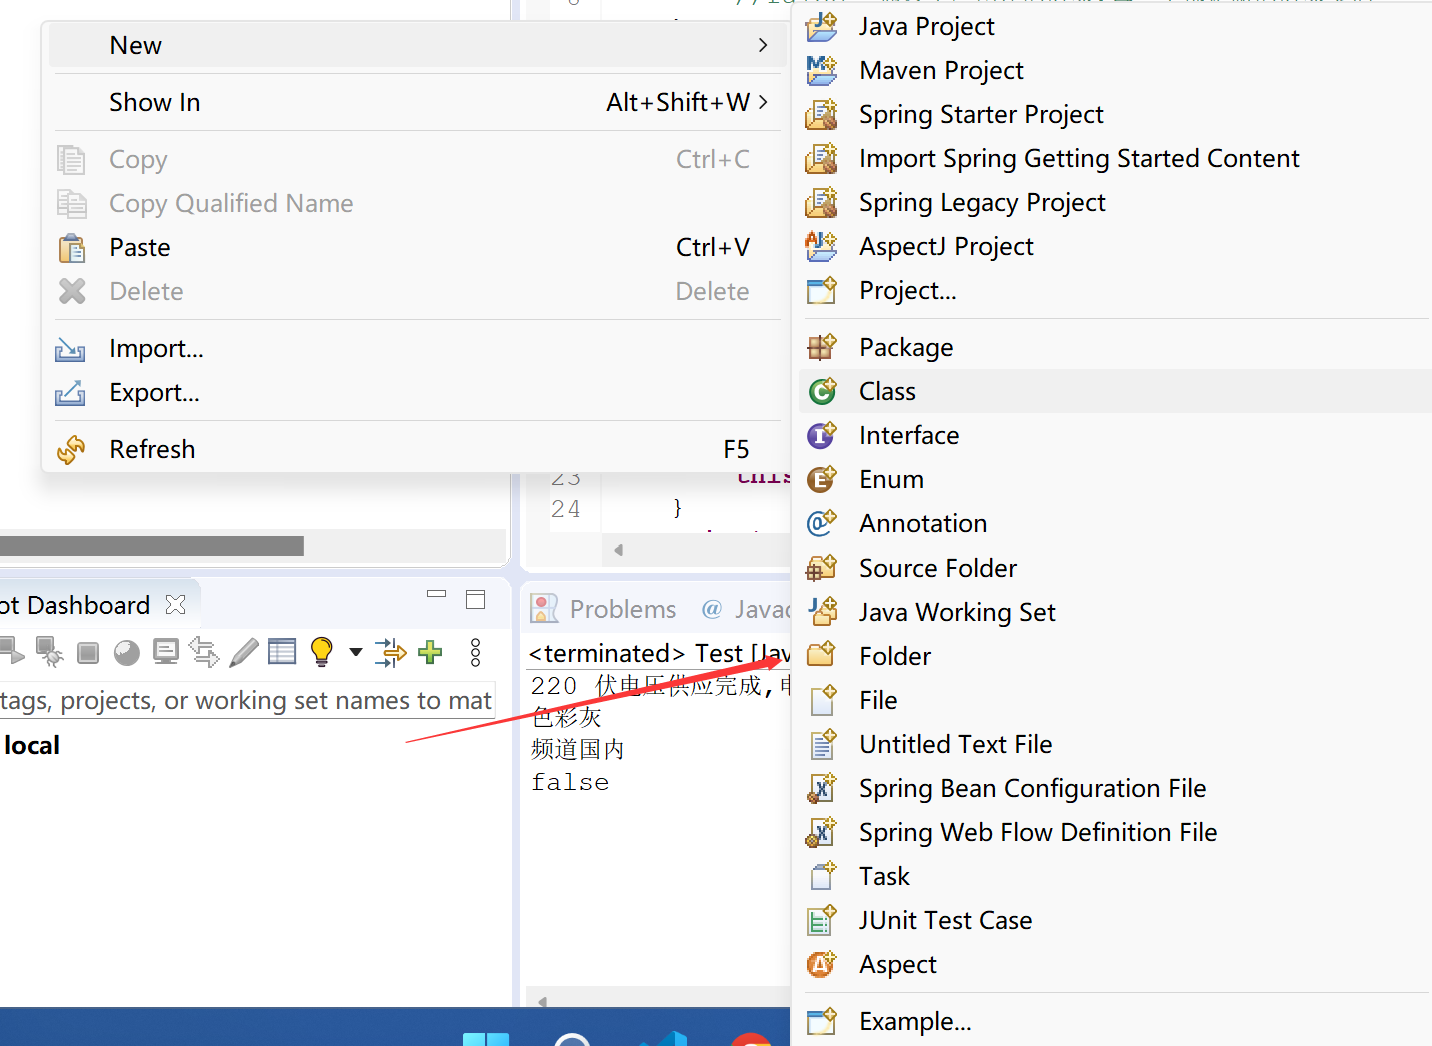 New
Show In Alt+Shift+W
Copy Ctrl+C
Copy Qualified Name
Paste Ctrl+V
Delete Delete
Import...
Export...
Refresh F5
Java Project
Maven Project
Spring Starter Project
Import Spring Getting Started Content
Spring Legacy Project
AspectJ Project
Project...
Package
Class
Interface
Enum
Annotation
Source Folder
Java Working Set
Folder
File
Untitled Text File
Spring Bean Configuration File
Spring Web Flow Definition File
Task
JUnit Test Case
Aspect
Example...
23 this
24 }
ot Dashboard
tags, projects, or working set names to mat
local
Problems @ Javad
<terminated> Test [Jav
220 伏电压供应完成,电
色彩灰
频道国内
false